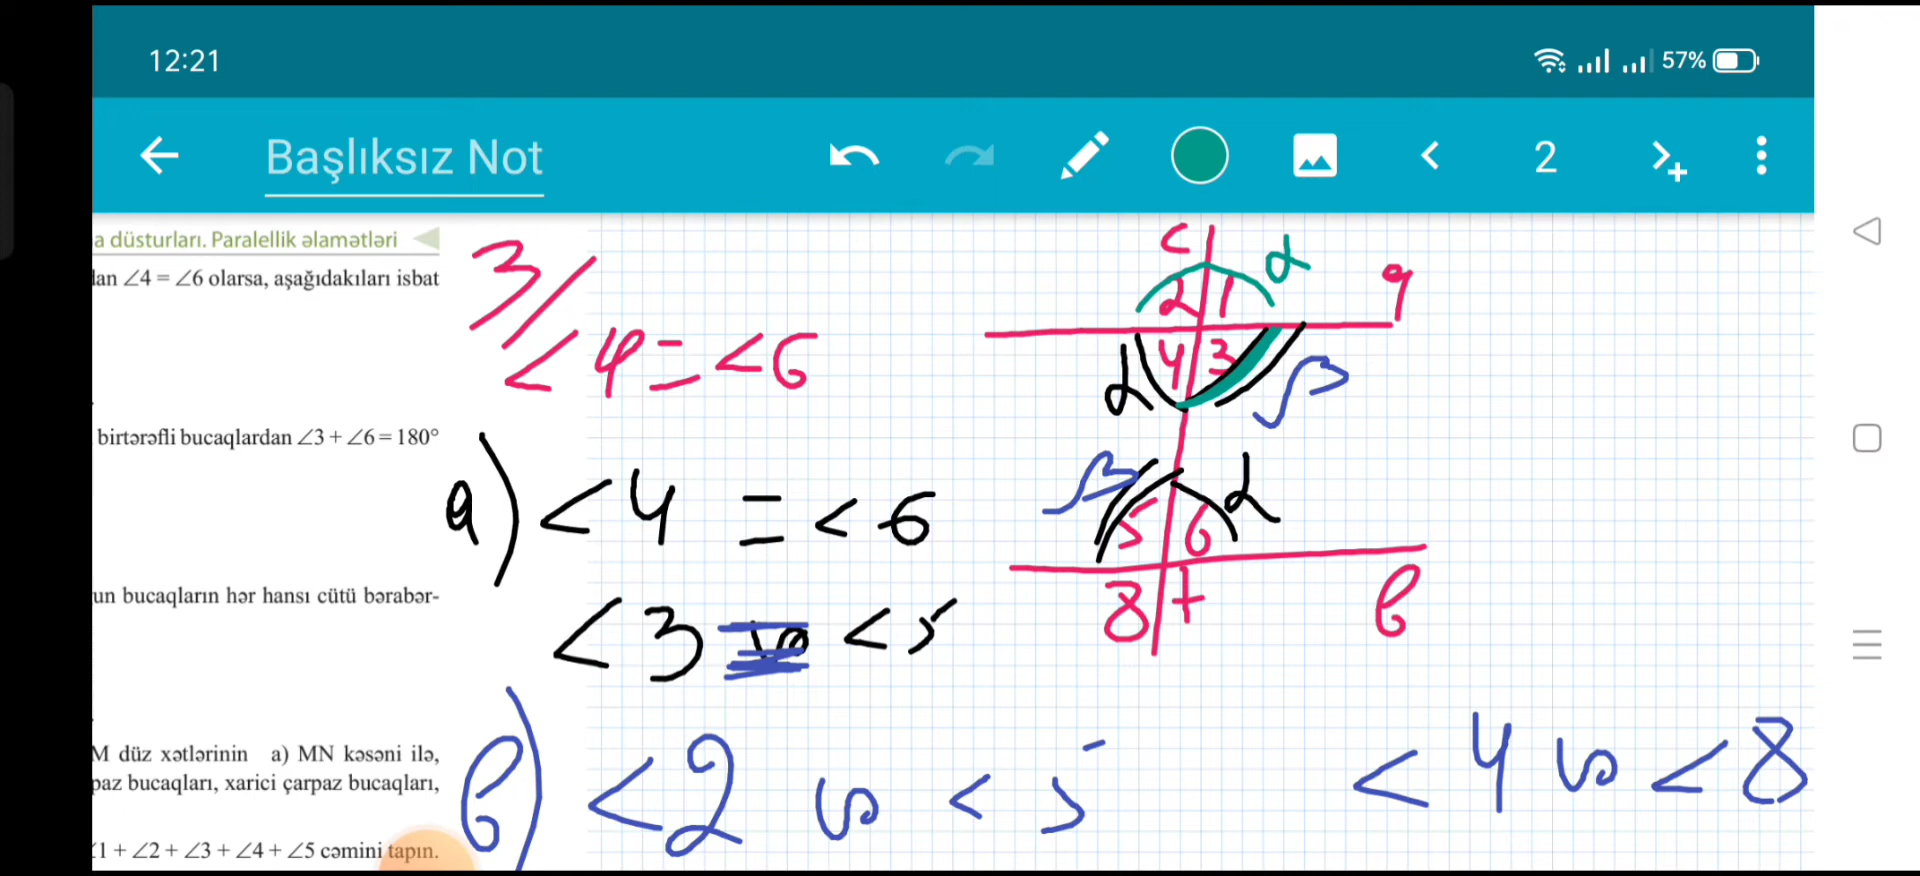 12:21
57%
Başlıksız Not
2
a düsturları. Paralellik əlamətləri
lan ∠4 = ∠6 olarsa, aşağıdakıları isbat
birtərəfli bucaqlardan ∠3 + ∠6 = 180°
un bucaqların hər hansı cütü bərabər-
M düz xətlərinin a) MN kəsəni ilə,
paz bucaqları, xarici çarpaz bucaqları,
∠1 + ∠2 + ∠3 + ∠4 + ∠5 cəmini tapın.
3/
<4 = <6
a) <4 = <6
<3 = <5
b) <2 və <5
<4 və <8
c
α
2 1
a
α 4 3 β
β 5 6 α
8 7
b